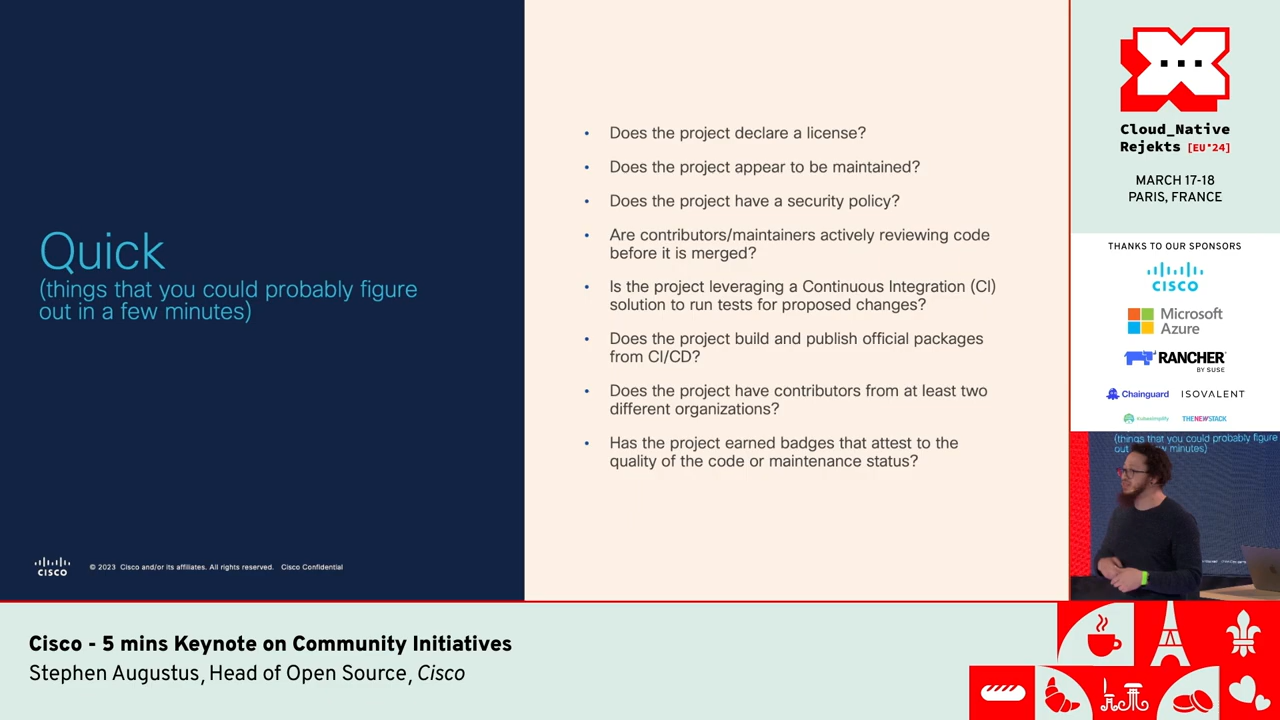 Quick
(things that you could probably figure
out in a few minutes)
CISCO
© 2023 Cisco and/or its affiliates. All rights reserved. Cisco Confidential
• Does the project declare a license?
• Does the project appear to be maintained?
• Does the project have a security policy?
• Are contributors/maintainers actively reviewing code
before it is merged?
• Is the project leveraging a Continuous Integration (CI)
solution to run tests for proposed changes?
• Does the project build and publish official packages
from CI/CD?
• Does the project have contributors from at least two
different organizations?
• Has the project earned badges that attest to the
quality of the code or maintenance status?
Cloud_Native
Rejekts [EU'24]
MARCH 17-18
PARIS, FRANCE
THANKS TO OUR SPONSORS
CISCO
Microsoft
Azure
RANCHER
BY SUSE
Chainguard ISOVALENT
THENEWSTACK
(things that you could probably figure
out w minutes)
Cisco - 5 mins Keynote on Community Initiatives
Stephen Augustus, Head of Open Source, Cisco